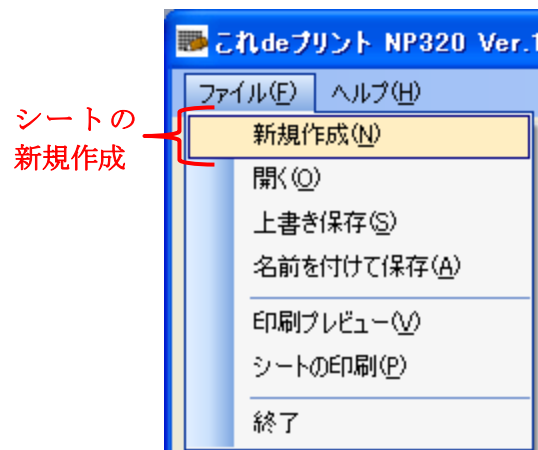 これdeプリント NP320 Ver.1
ファイル(F) ヘルプ(H)
シートの
新規作成
新規作成(N)
開く(O)
上書き保存(S)
名前を付けて保存(A)
印刷プレビュー(V)
シートの印刷(P)
終了